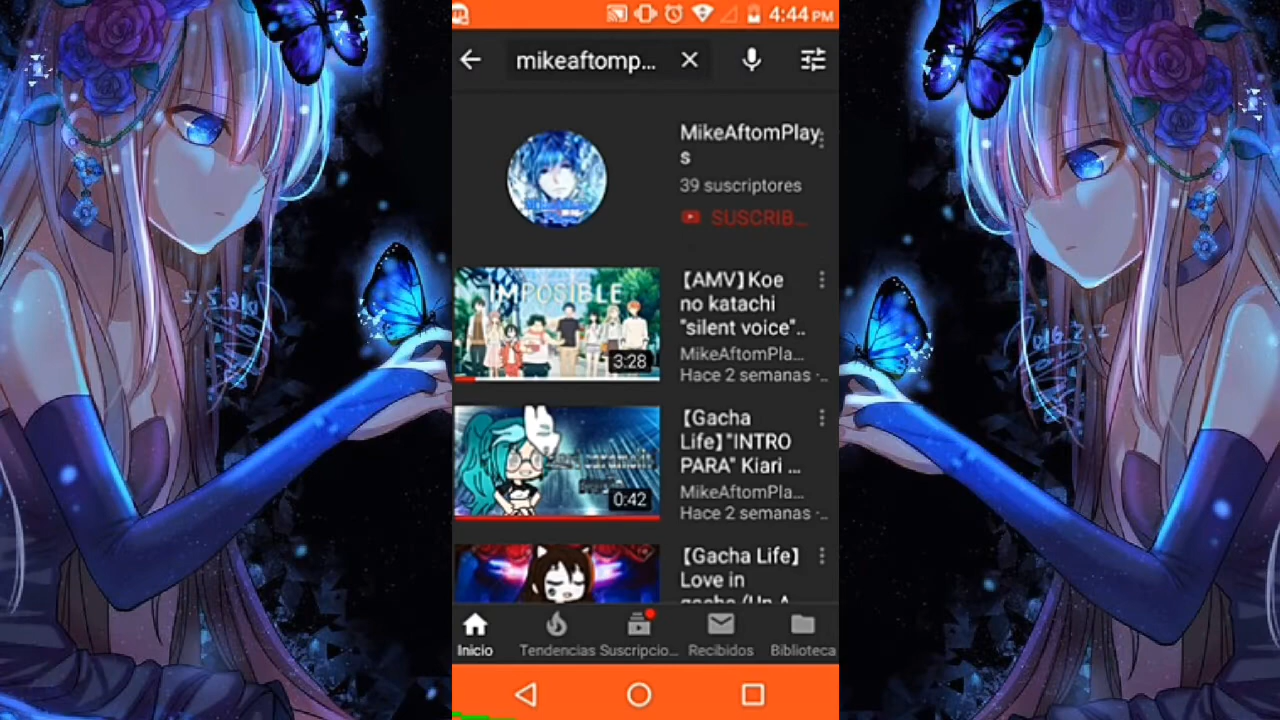 4:44 PM
mikeaftomp...
MikeAftomPlay
s
39 suscriptores
SUSCRIB...
IMPOSIBLE
【AMV】Koe
no katachi
"silent voice"..
MikeAftomPla...
Hace 2 semanas ·..
3:28
【Gacha
Life】"INTRO
PARA" Kiari ...
MikeAftomPla...
Hace 2 semanas ·..
0:42
【Gacha Life】
Love in
gacha (Un A
Inicio
Tendencias
Suscripcio...
Recibidos
Biblioteca